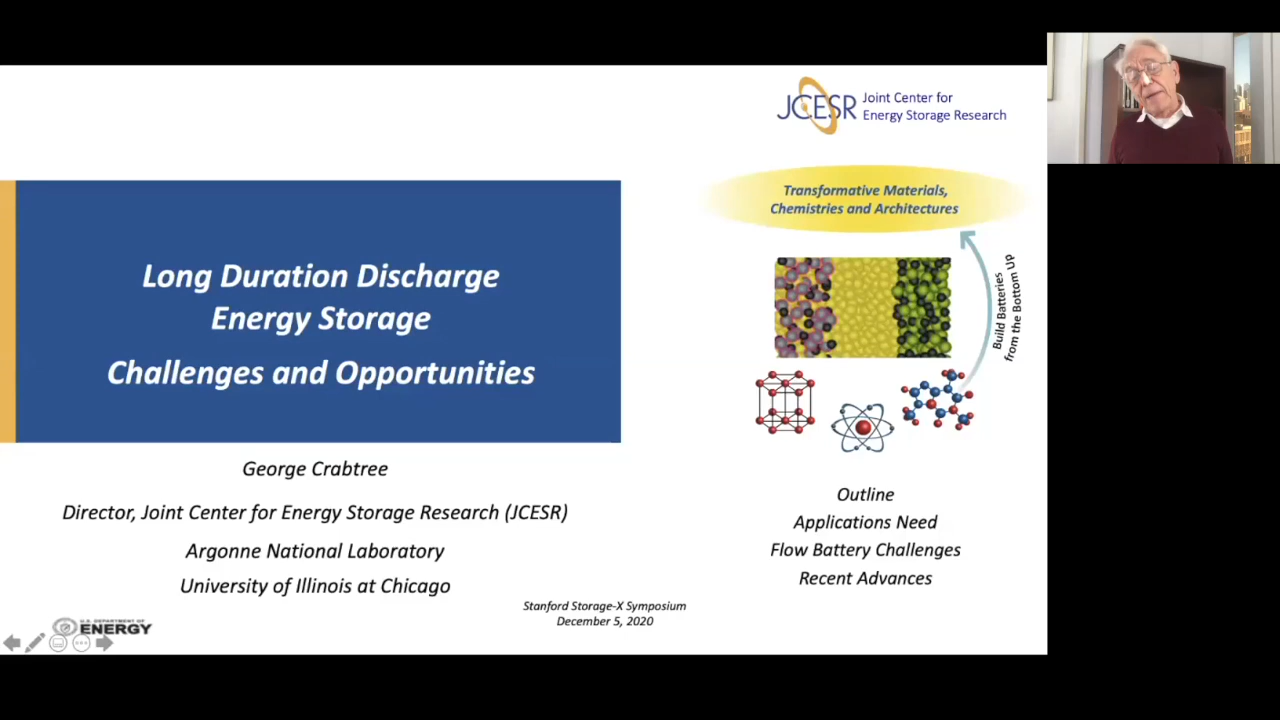 JCESR
Joint Center for
Energy Storage Research
Transformative Materials,
Chemistries and Architectures
Build Batteries
from the Bottom Up
Long Duration Discharge
Energy Storage
Challenges and Opportunities
George Crabtree
Director, Joint Center for Energy Storage Research (JCESR)
Argonne National Laboratory
University of Illinois at Chicago
Outline
Applications Need
Flow Battery Challenges
Recent Advances
Stanford Storage-X Symposium
December 5, 2020
U.S. DEPARTMENT OF
ENERGY